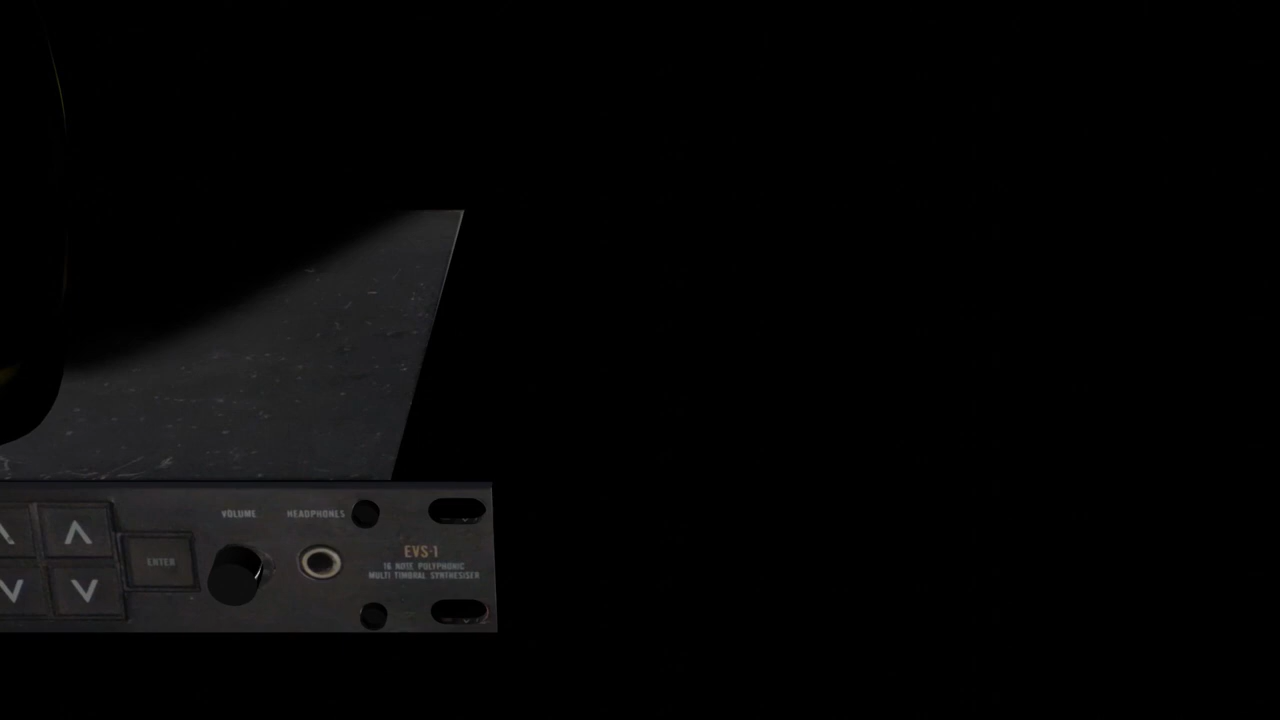 VOLUME
HEADPHONES
ENTER
EVS-1
16 NOTE POLYPHONIC
MULTI TIMBRAL SYNTHESISER